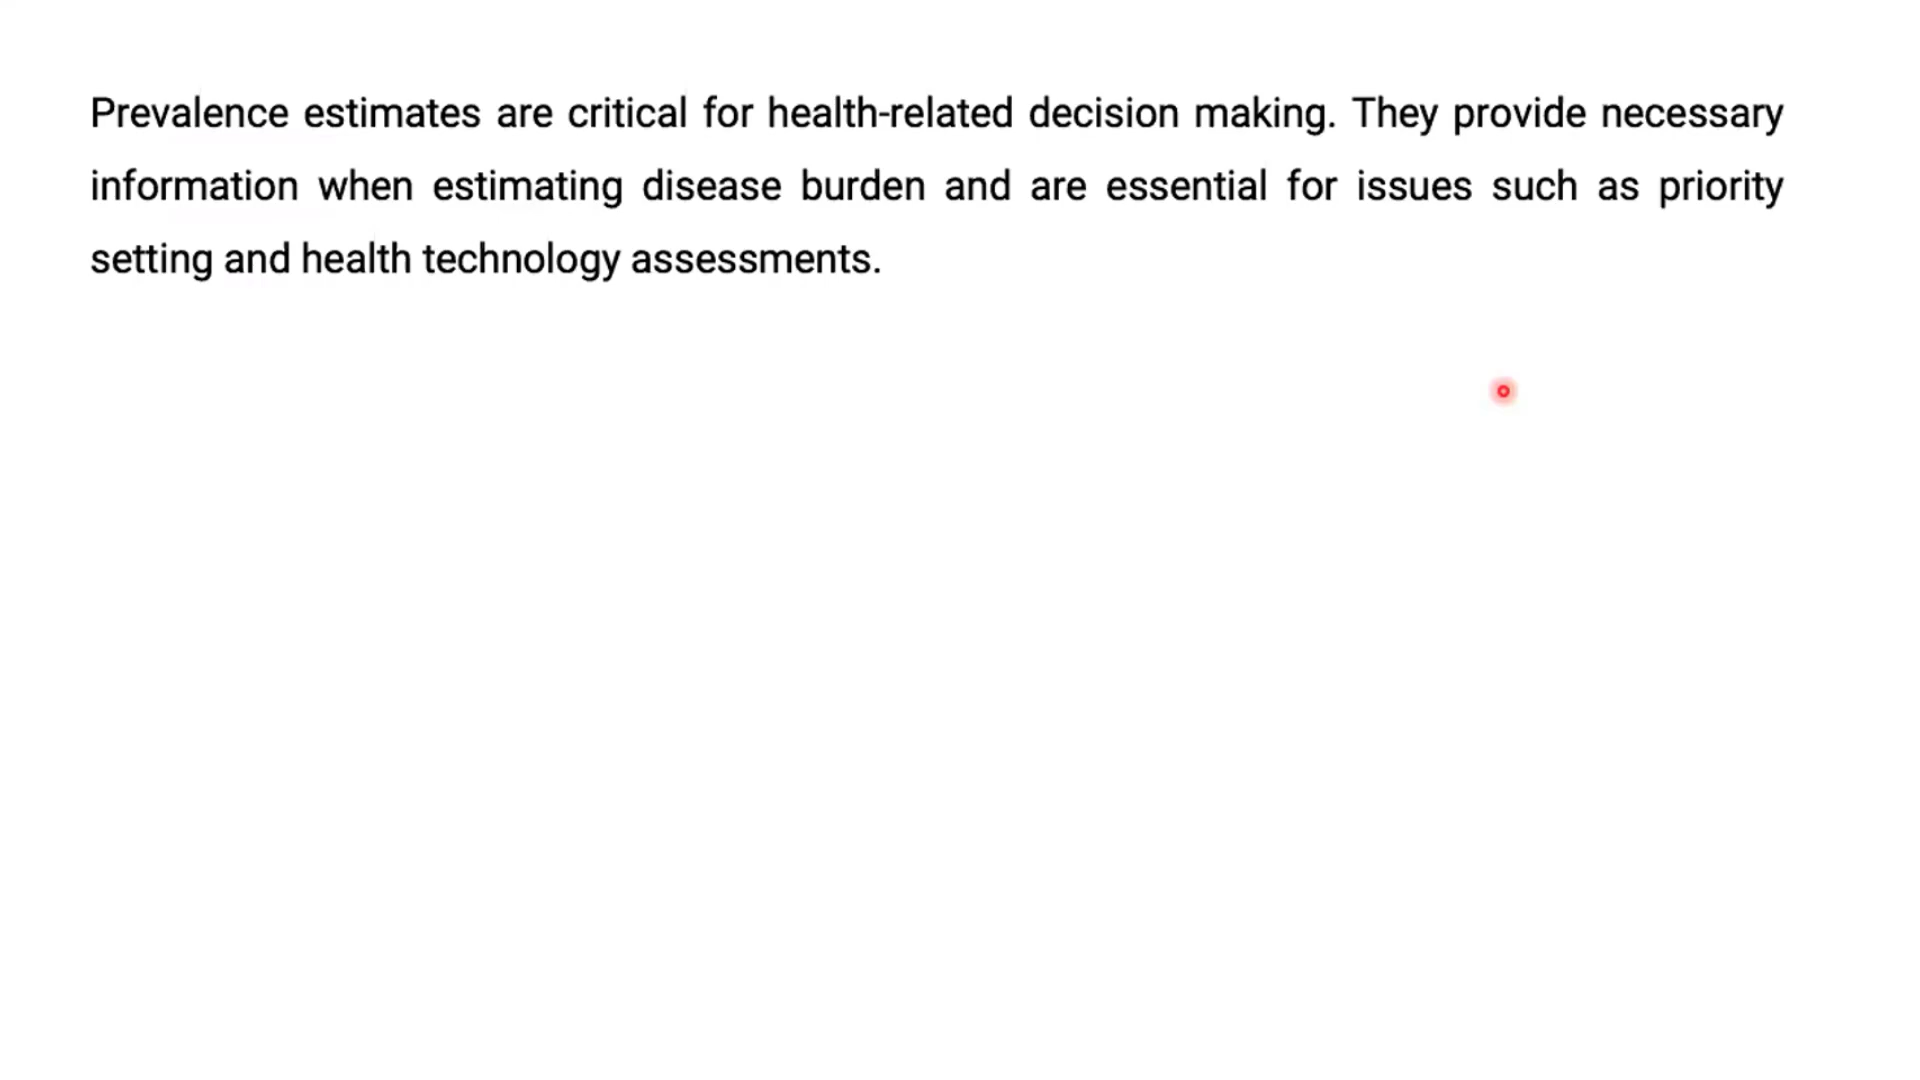 Prevalence estimates are critical for health-related decision making. They provide necessary
information when estimating disease burden and are essential for issues such as priority
setting and health technology assessments.